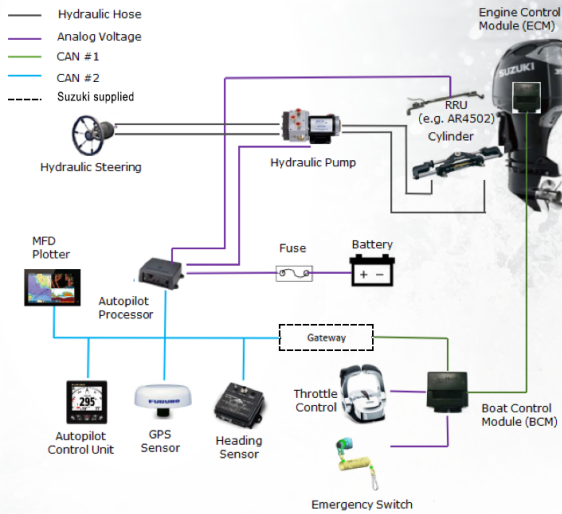 Hydraulic Hose
Analog Voltage
CAN #1
CAN #2
Suzuki supplied
Engine Control
Module (ECM)
SUZUKI
RRU
(e.g. AR4502)
Cylinder
Hydraulic Steering
Hydraulic Pump
MFD
Plotter
Fuse
Battery
+ −
Autopilot
Processor
Gateway
Throttle
Control
295
FURUNO
Boat Control
Module (BCM)
Autopilot
Control Unit
GPS
Sensor
Heading
Sensor
Emergency Switch